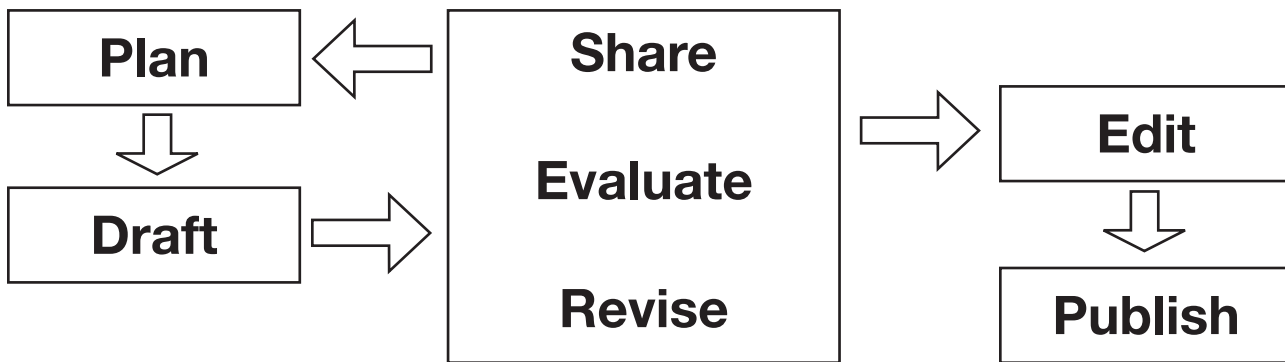 Plan
Draft
Share
Evaluate
Revise
Edit
Publish